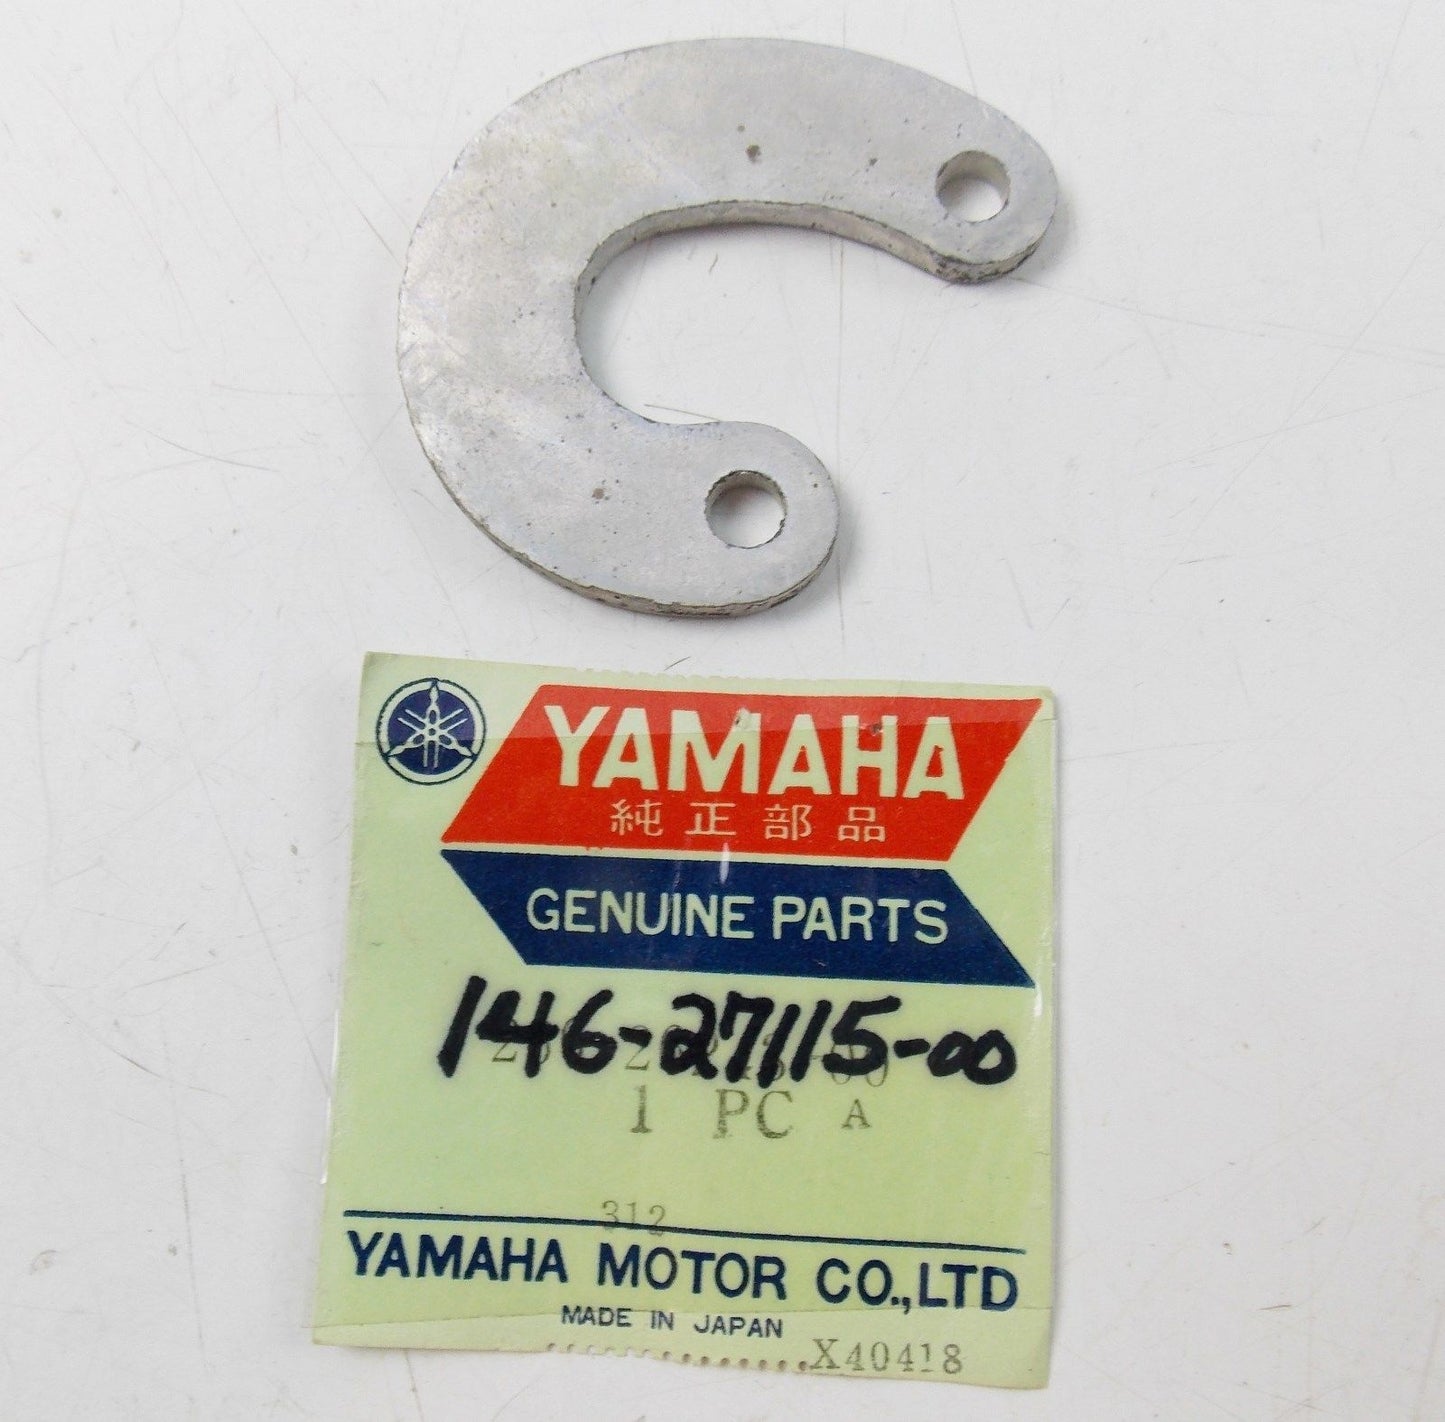 YAMAHA
純正部品
GENUINE PARTS
146-27115-00
1 PC A
312
YAMAHA MOTOR CO.,LTD
MADE IN JAPAN
X40418